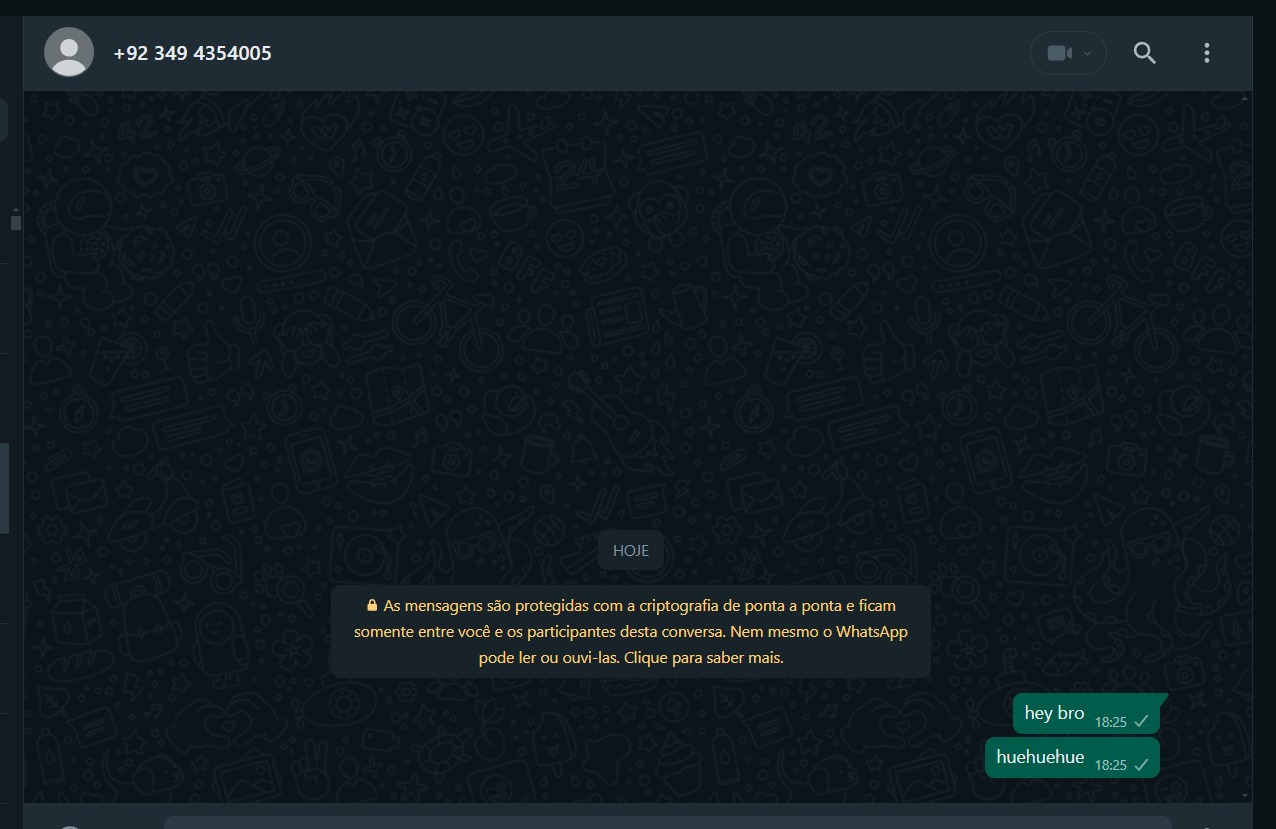 +92 349 4354005
HOJE
As mensagens são protegidas com a criptografia de ponta a ponta e ficam
somente entre você e os participantes desta conversa. Nem mesmo o WhatsApp
pode ler ou ouvi-las. Clique para saber mais.
hey bro 18:25
huehuehue 18:25